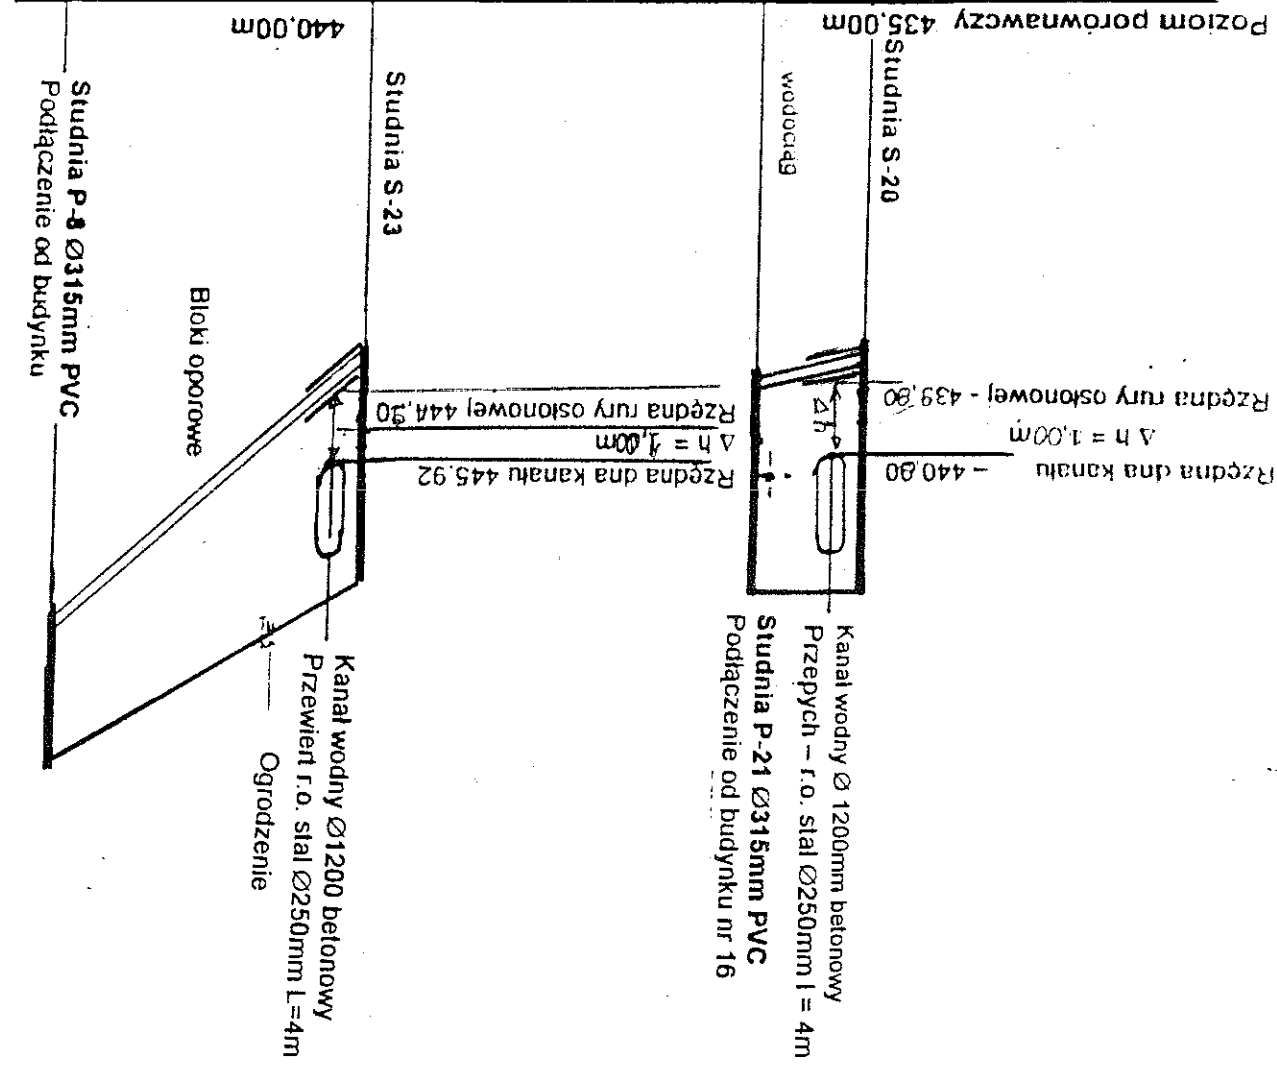 Poziom porównawczy 435,00m
440,00m
Studnia S-20
wodociąg
Studnia S-23
Studnia P-8 Ø315mm PVC
Podłączenie od budynku
Bloki oporowe
Rzędna rury osłonowej - 439,80
Δ h = 1,00m
Rzędna dna kanału – 440,80
Δh
Rzędna rury osłonowej 444,90
Δ h = 1,00m
Rzędna dna kanału 445,92
Kanał wodny Ø 1200mm betonowy
Przepych – r.o. stal Ø250mm l = 4m
Studnia P-21 Ø315mm PVC
Podłączenie od budynku nr 16
Kanał wodny Ø1200 betonowy
Przewiert r.o. stal Ø250mm L=4m
Ogrodzenie